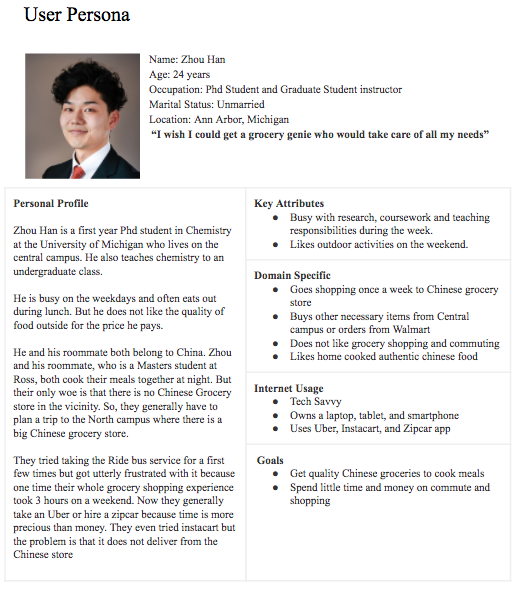 User Persona
Name: Zhou Han
Age: 24 years
Occupation: Phd Student and Graduate Student instructor
Marital Status: Unmarried
Location: Ann Arbor, Michigan
“I wish I could get a grocery genie who would take care of all my needs”
Personal Profile
Zhou Han is a first year Phd student in Chemistry
at the University of Michigan who lives on the
central campus. He also teaches chemistry to an
undergraduate class.
He is busy on the weekdays and often eats out
during lunch. But he does not like the quality of
food outside for the price he pays.
He and his roommate both belong to China. Zhou
and his roommate, who is a Masters student at
Ross, both cook their meals together at night. But
their only woe is that there is no Chinese Grocery
store in the vicinity. So, they generally have to
plan a trip to the North campus where there is a
big Chinese grocery store.
They tried taking the Ride bus service for a first
few times but got utterly frustrated with it because
one time their whole grocery shopping experience
took 3 hours on a weekend. Now they generally
take an Uber or hire a zipcar because time is more
precious than money. They even tried instacart but
the problem is that it does not deliver from the
Chinese store
Key Attributes
● Busy with research, coursework and teaching
responsibilities during the week.
● Likes outdoor activities on the weekend.
Domain Specific
● Goes shopping once a week to Chinese grocery
store
● Buys other necessary items from Central
campus or orders from Walmart
● Does not like grocery shopping and commuting
● Likes home cooked authentic chinese food
Internet Usage
● Tech Savvy
● Owns a laptop, tablet, and smartphone
● Uses Uber, Instacart, and Zipcar app
Goals
● Get quality Chinese groceries to cook meals
● Spend little time and money on commute and
shopping